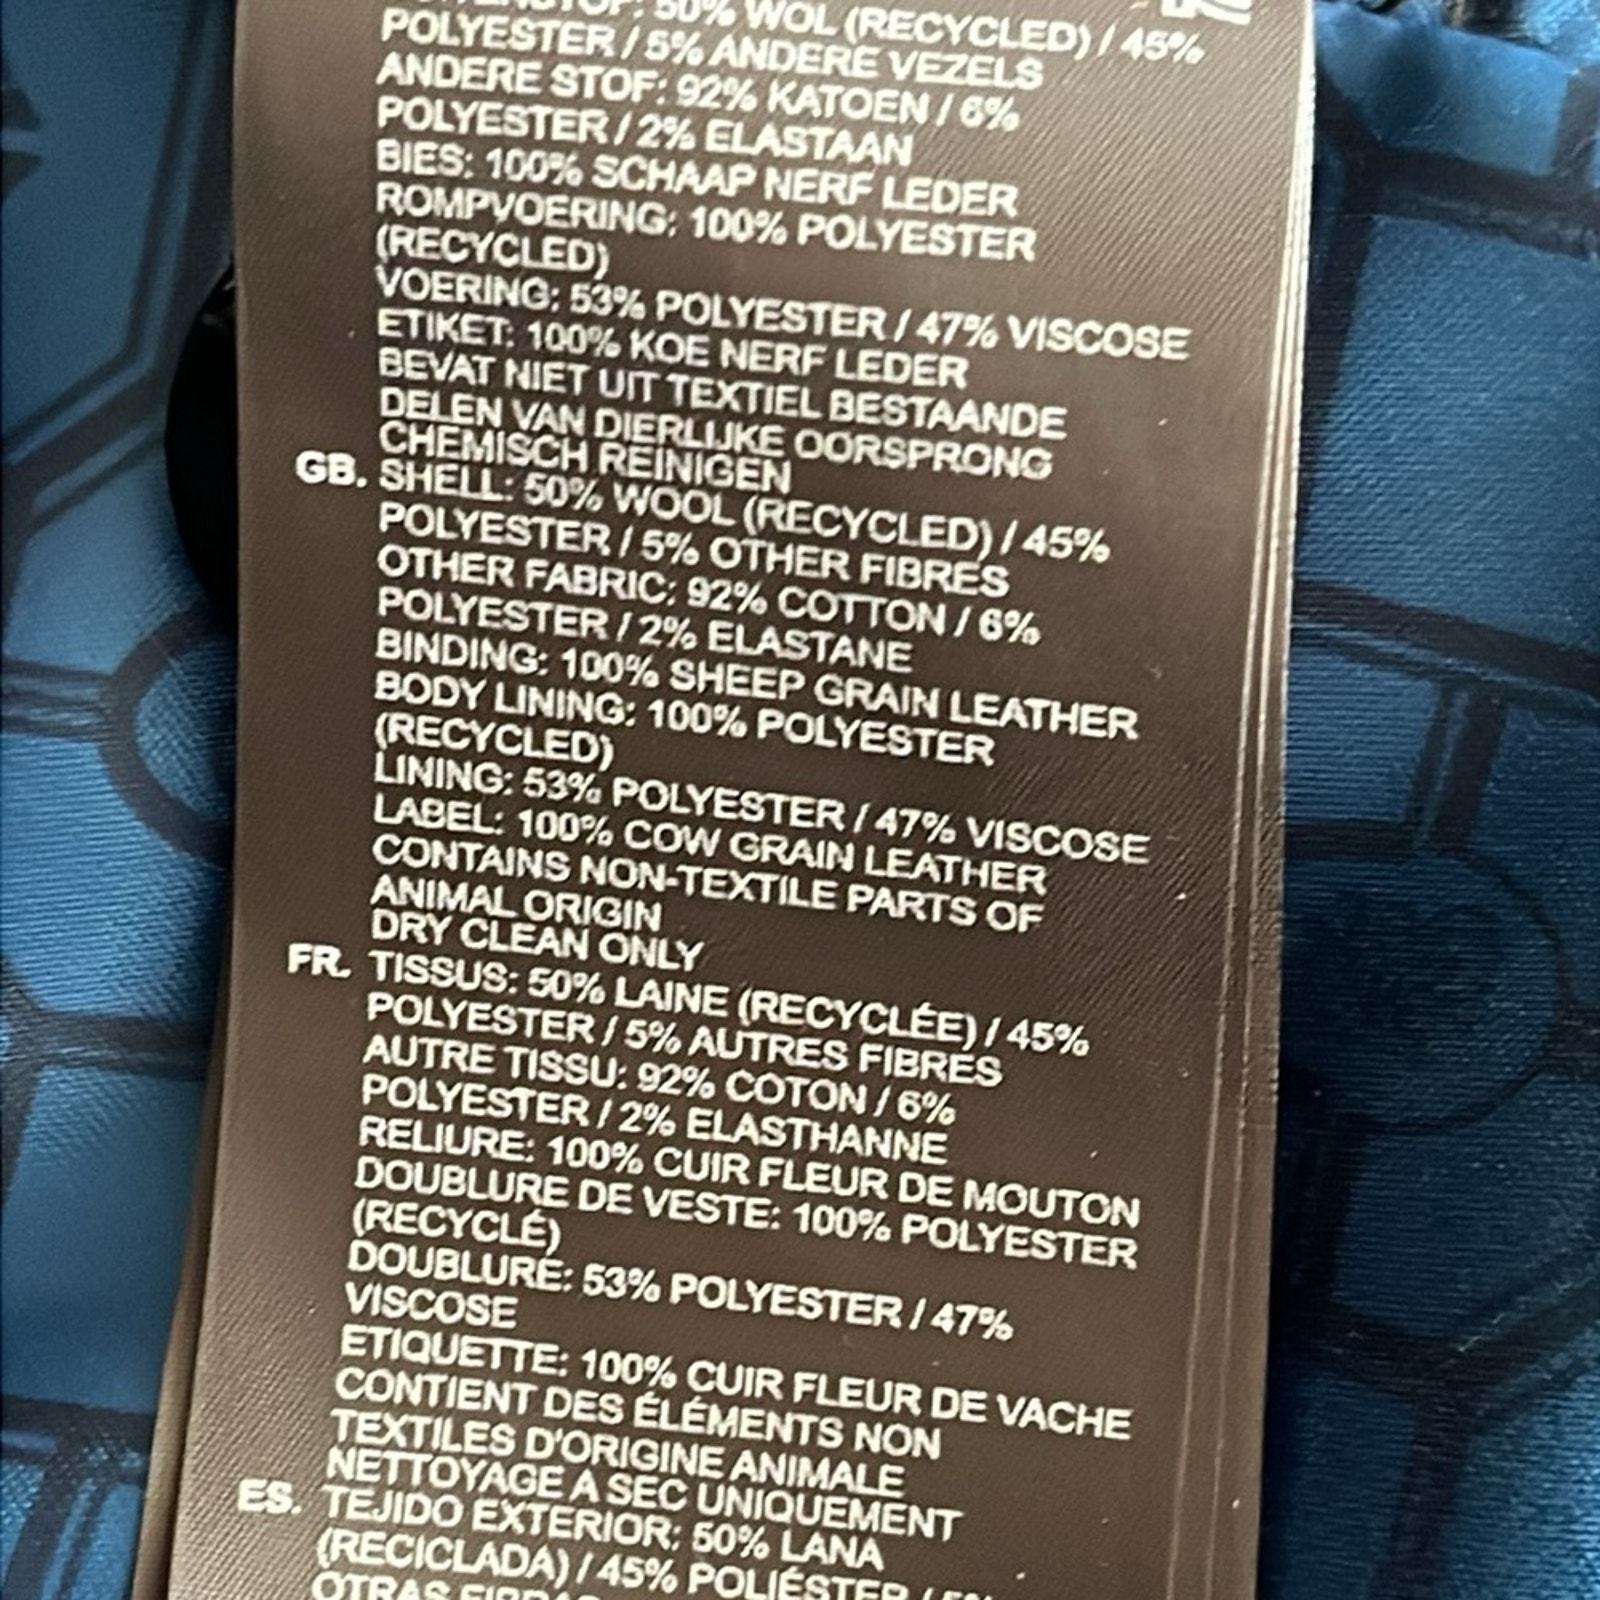 50% WOL (RECYCLED) / 45%
POLYESTER / 5% ANDERE VEZELS
ANDERE STOF: 92% KATOEN / 6%
POLYESTER / 2% ELASTAAN
BIES: 100% SCHAAP NERF LEDER
ROMPVOERING: 100% POLYESTER
(RECYCLED)
VOERING: 53% POLYESTER / 47% VISCOSE
ETIKET: 100% KOE NERF LEDER
BEVAT NIET UIT TEXTIEL BESTAANDE
DELEN VAN DIERLIJKE OORSPRONG
CHEMISCH REINIGEN
GB. SHELL: 50% WOOL (RECYCLED) / 45%
POLYESTER / 5% OTHER FIBRES
OTHER FABRIC: 92% COTTON / 6%
POLYESTER / 2% ELASTANE
BINDING: 100% SHEEP GRAIN LEATHER
BODY LINING: 100% POLYESTER
(RECYCLED)
LINING: 53% POLYESTER / 47% VISCOSE
LABEL: 100% COW GRAIN LEATHER
CONTAINS NON-TEXTILE PARTS OF
ANIMAL ORIGIN
DRY CLEAN ONLY
FR. TISSUS: 50% LAINE (RECYCLÉE) / 45%
POLYESTER / 5% AUTRES FIBRES
AUTRE TISSU: 92% COTON / 6%
POLYESTER / 2% ELASTHANNE
RELIURE: 100% CUIR FLEUR DE MOUTON
DOUBLURE DE VESTE: 100% POLYESTER
(RECYCLÉ)
DOUBLURE: 53% POLYESTER / 47%
VISCOSE
ETIQUETTE: 100% CUIR FLEUR DE VACHE
CONTIENT DES ÉLÉMENTS NON
TEXTILES D'ORIGINE ANIMALE
NETTOYAGE A SEC UNIQUEMENT
ES. TEJIDO EXTERIOR: 50% LANA
(RECICLADA) / 45% POLIÉSTER / 5%
OTRAS